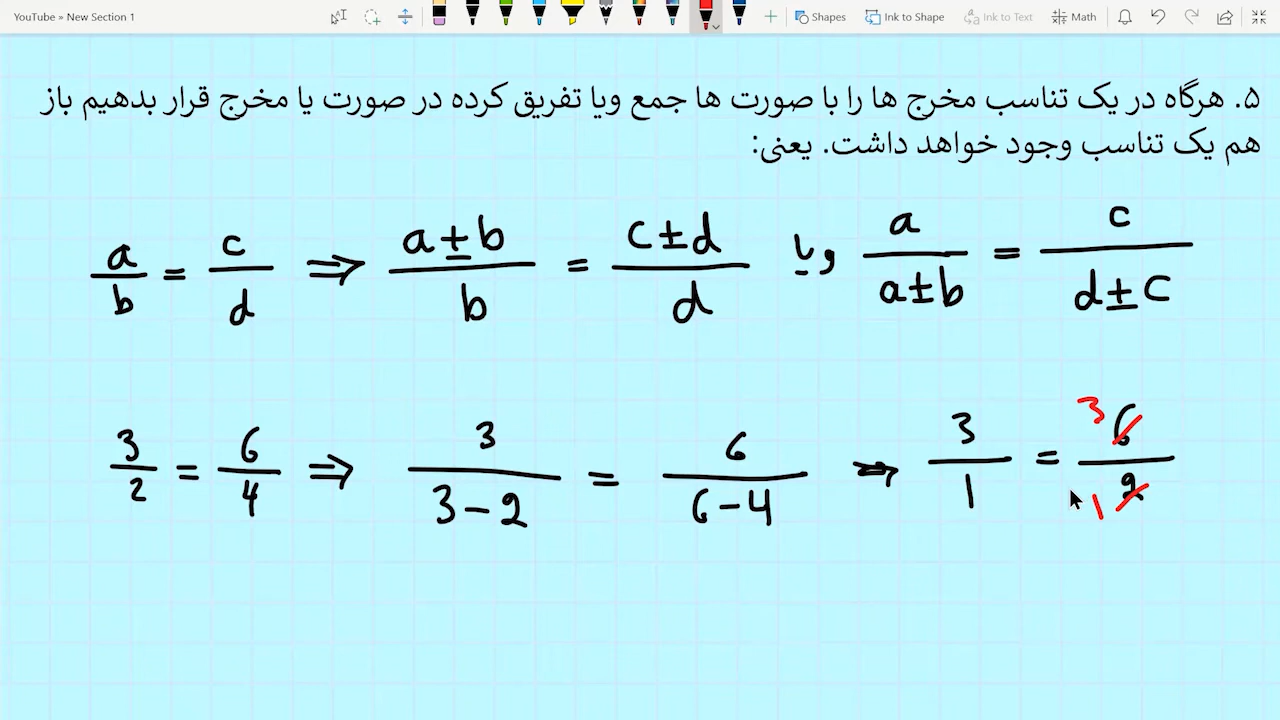 YouTube » New Section 1
Shapes Ink to Shape Ink to Text Math
۵. هرگاه در یک تناسب مخرج ها را با صورت ها جمع ویا تفریق کرده در صورت یا مخرج قرار بدهیم باز
هم یک تناسب وجود خواهد داشت. یعنی:
a/b = c/d ⇒ (a±b)/b = (c±d)/d ویا a/(a±b) = c/(d±c)
3/2 = 6/4 ⇒ 3/(3-2) = 6/(6-4) ⇒ 3/1 = 6/2 3 1